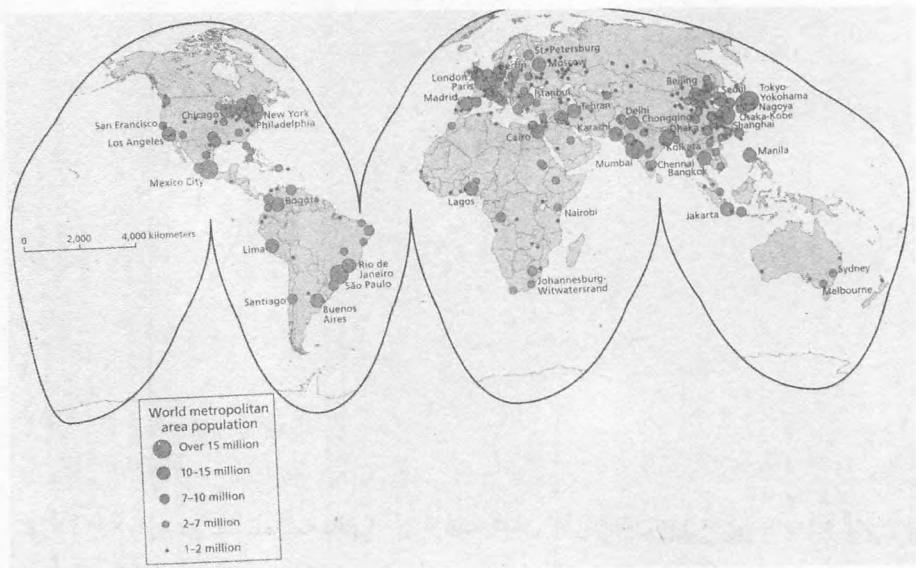 St. Petersburg
Moscow
Berlin
London
Paris
Madrid
Istanbul
Tehran
Cairo
Karachi
Delhi
Mumbai
Beijing
Seoul
Tokyo-
Yokohama
Nagoya
Osaka-Kobe
Shanghai
Chongqing
Dhaka
Kolkata
Chennai
Bangkok
Manila
Jakarta
Lagos
Nairobi
Johannesburg-
Witwatersrand
Sydney
Melbourne
Chicago
New York
Philadelphia
San Francisco
Los Angeles
Mexico City
Bogota
Lima
Rio de
Janeiro
São Paulo
Santiago
Buenos
Aires
0 2,000 4,000 kilometers
World metropolitan
area population
Over 15 million
10–15 million
7–10 million
2–7 million
1–2 million